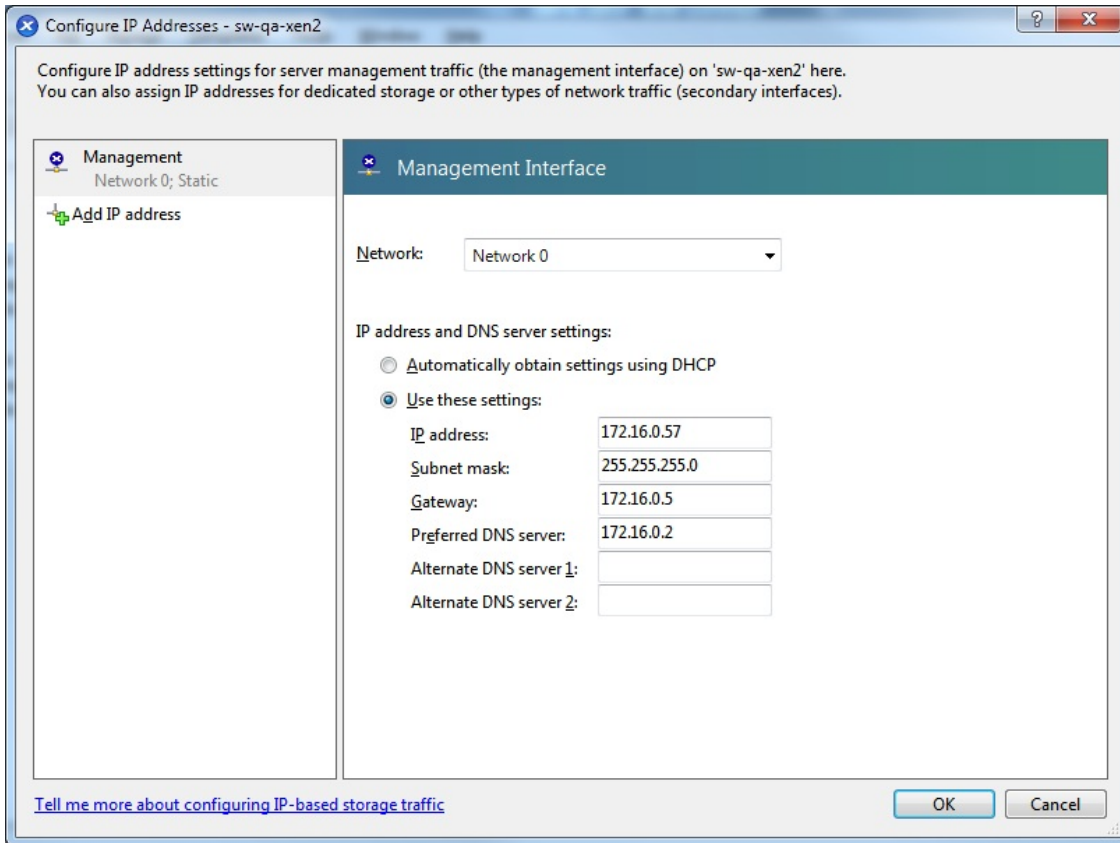 Configure IP Addresses - sw-qa-xen2
Configure IP address settings for server management traffic (the management interface) on 'sw-qa-xen2' here.
You can also assign IP addresses for dedicated storage or other types of network traffic (secondary interfaces).
Management
Network 0; Static
Add IP address
Management Interface
Network: Network 0
IP address and DNS server settings:
Automatically obtain settings using DHCP
Use these settings:
IP address: 172.16.0.57
Subnet mask: 255.255.255.0
Gateway: 172.16.0.5
Preferred DNS server: 172.16.0.2
Alternate DNS server 1:
Alternate DNS server 2:
Tell me more about configuring IP-based storage traffic
OK Cancel